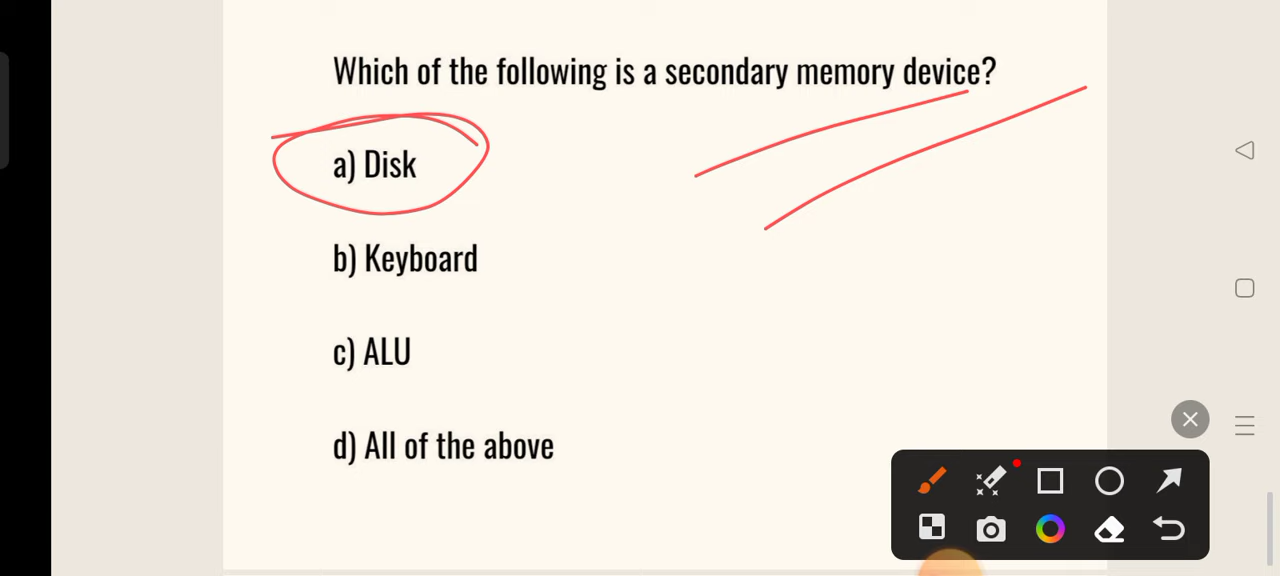 Which of the following is a secondary memory device?
a) Disk
b) Keyboard
c) ALU
d) All of the above